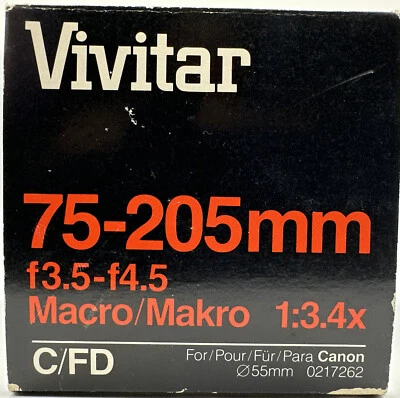 Vivitar
75-205mm
f3.5-f4.5
Macro/Makro 1:3.4x
C/FD For/Pour/Für/Para Canon
∅55mm 0217262